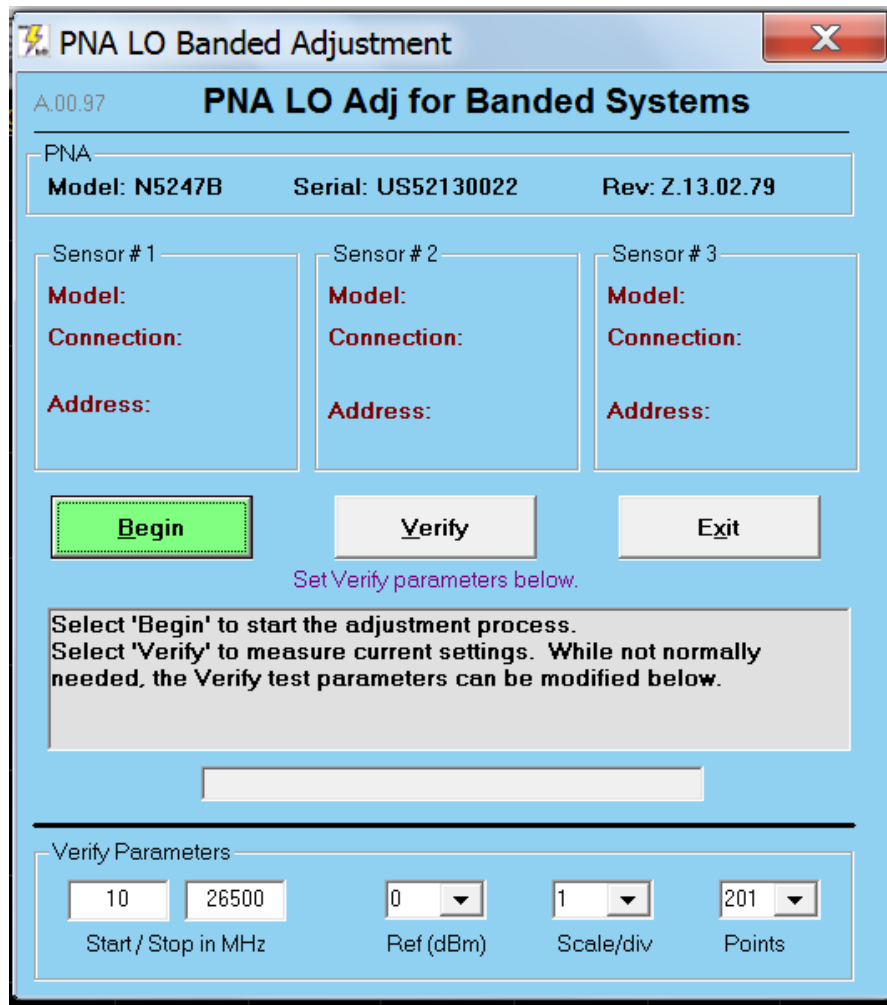 PNA LO Banded Adjustment
A.00.97
PNA LO Adj for Banded Systems
PNA
Model: N5247B Serial: US52130022 Rev: Z.13.02.79
Sensor # 1
Model:
Connection:
Address:
Sensor # 2
Model:
Connection:
Address:
Sensor # 3
Model:
Connection:
Address:
Begin
Verify
Exit
Set Verify parameters below.
Select 'Begin' to start the adjustment process.
Select 'Verify' to measure current settings. While not normally
needed, the Verify test parameters can be modified below.
Verify Parameters
10 26500 0 1 201
Start / Stop in MHz Ref (dBm) Scale/div Points